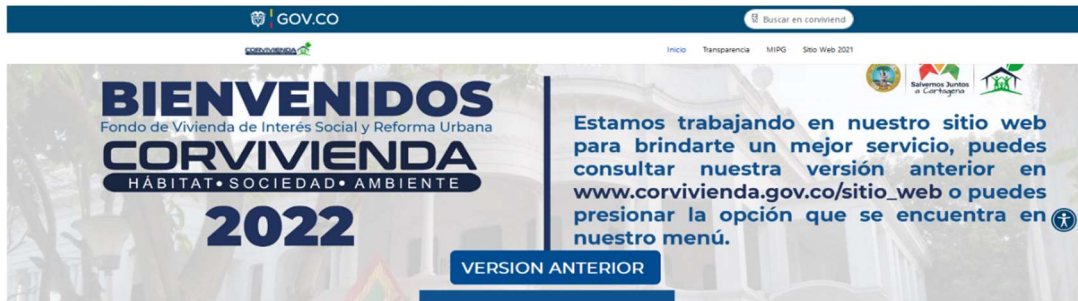 GOV.CO
Buscar en conviviend
CORVIVIENDA
Inicio Transparencia MIPG Sitio Web 2021
BIENVENIDOS
Fondo de Vivienda de Interés Social y Reforma Urbana
CORVIVIENDA
HÁBITAT• SOCIEDAD• AMBIENTE
2022
Salvemos Juntos
a Cartagena
Estamos trabajando en nuestro sitio web
para brindarte un mejor servicio, puedes
consultar nuestra versión anterior en
www.corvivienda.gov.co/sitio_web o puedes
presionar la opción que se encuentra en
nuestro menú.
VERSION ANTERIOR